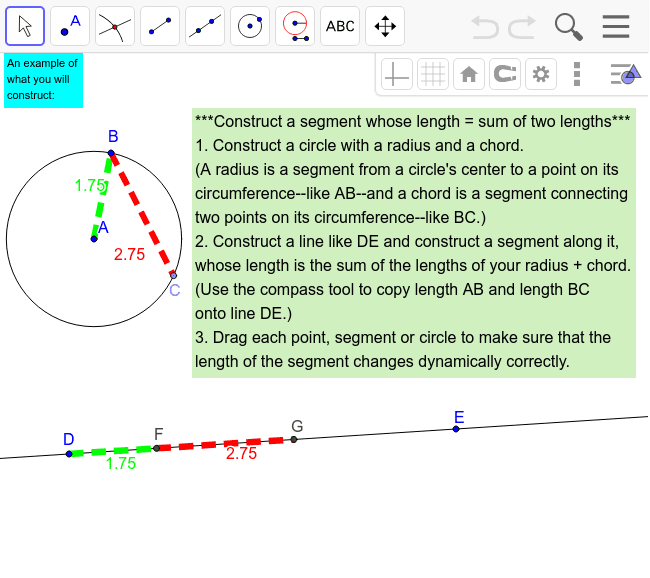 A
ABC
An example of
what you will
construct:
***Construct a segment whose length = sum of two lengths***
1. Construct a circle with a radius and a chord.
(A radius is a segment from a circle's center to a point on its
circumference--like AB--and a chord is a segment connecting
two points on its circumference--like BC.)
2. Construct a line like DE and construct a segment along it,
whose length is the sum of the lengths of your radius + chord.
(Use the compass tool to copy length AB and length BC
onto line DE.)
3. Drag each point, segment or circle to make sure that the
length of the segment changes dynamically correctly.
B
1.75
A
2.75
C
D
F
G
E
1.75
2.75